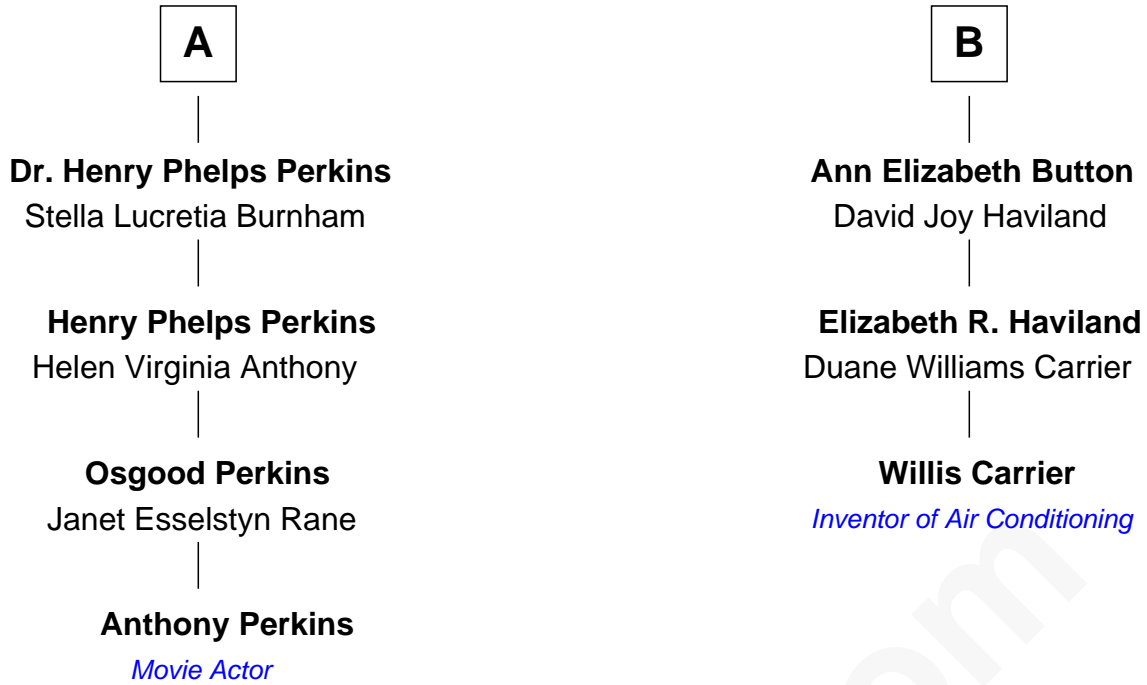 A
Dr. Henry Phelps Perkins
Stella Lucretia Burnham
Henry Phelps Perkins
Helen Virginia Anthony
Osgood Perkins
Janet Esselstyn Rane
Anthony Perkins
Movie Actor
B
Ann Elizabeth Button
David Joy Haviland
Elizabeth R. Haviland
Duane Williams Carrier
Willis Carrier
Inventor of Air Conditioning
om